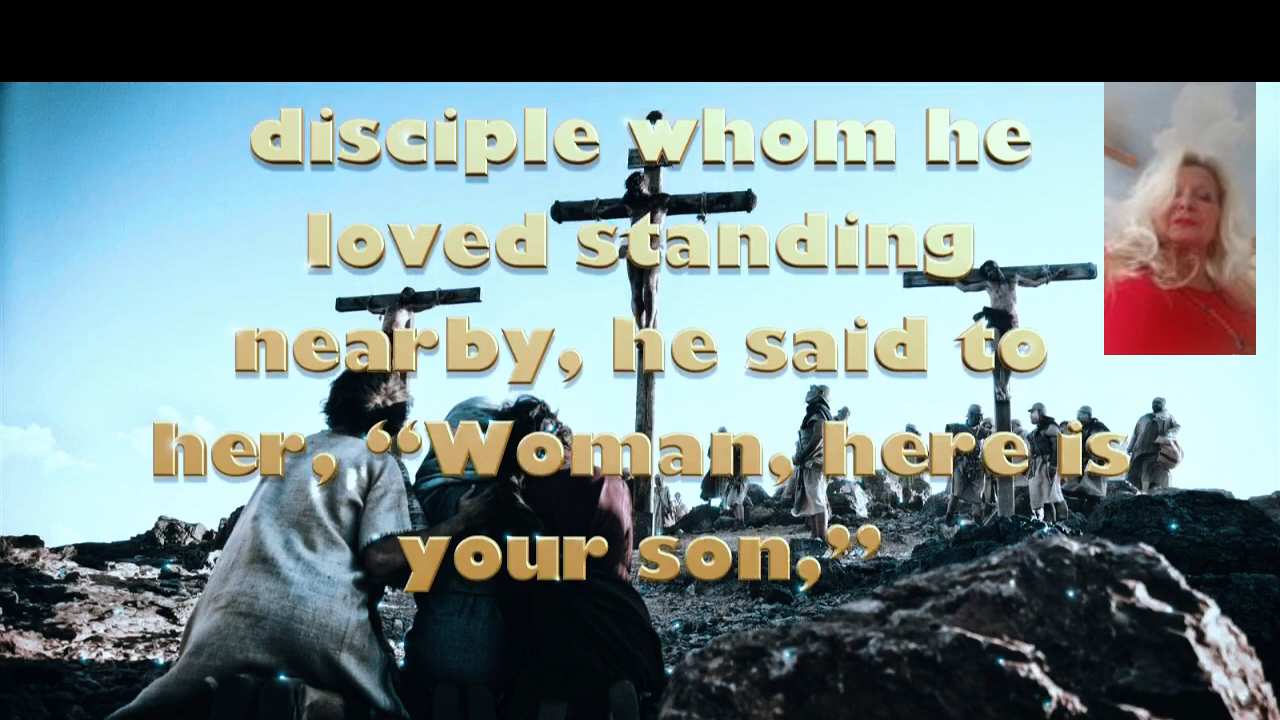 disciple whom he
loved standing
nearby, he said to
her, “Woman, here is
your son,”